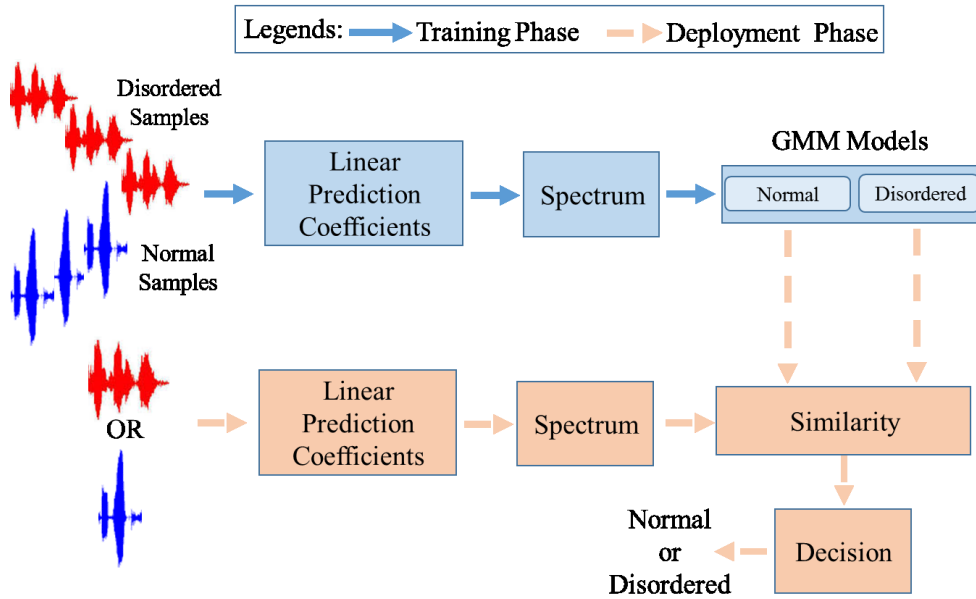 Legends: Training Phase Deployment Phase
Disordered
Samples
Normal
Samples
Linear
Prediction
Coefficients
Spectrum
GMM Models
Normal Disordered
OR
Linear
Prediction
Coefficients
Spectrum
Similarity
Decision
Normal
or
Disordered